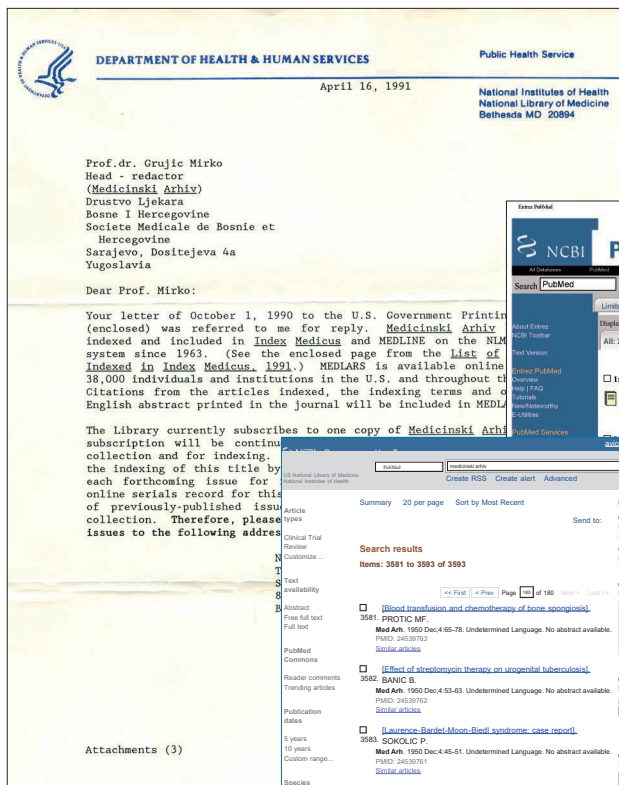 DEPARTMENT OF HEALTH & HUMAN SERVICES
Public Health Service
April 16, 1991
National Institutes of Health
National Library of Medicine
Bethesda MD 20894
Prof.dr. Grujic Mirko
Head - redactor
(Medicinski Arhiv)
Drustvo Ljekara
Bosne I Hercegovine
Societe Medicale de Bosnie et
Hercegovine
Sarajevo, Dositejeva 4a
Yugoslavia
Dear Prof. Mirko:
Your letter of October 1, 1990 to the U.S. Government Printin
(enclosed) was referred to me for reply. Medicinski Arhiv
indexed and included in Index Medicus and MEDLINE on the NLM
system since 1963. (See the enclosed page from the List of
Indexed in Index Medicus, 1991.) MEDLARS is available online
38,000 individuals and institutions in the U.S. and throughout th
Citations from the articles indexed, the indexing terms and o
English abstract printed in the journal will be included in MEDLA
The Library currently subscribes to one copy of Medicinski Arhi
subscription will be continu
collection and for indexing.
the indexing of this title by
each forthcoming issue for
online serials record for this
of previously-published issu
collection. Therefore, please
issues to the following addres
N
T
S
8
B
Attachments (3)
Entrez PubMed
NCBI
P
All Databases
PubMed
Search PubMed
Limits
Displa
All: 2
About Entrez
NCBI Toolbar
Text Version
Entrez PubMed
Overview
Help | FAQ
Tutorials
New/Noteworthy
E-Utilities
PubMed Services
1:
US National Library of Medicine
National Institutes of Health
PubMed
medicinski arhiv
Create RSS Create alert Advanced
Article
types
Clinical Trial
Review
Customize ...
Text
availability
Abstract
Free full text
Full text
PubMed
Commons
Reader comments
Trending articles
Publication
dates
5 years
10 years
Custom range...
Species
Summary 20 per page Sort by Most Recent
Send to:
Search results
Items: 3581 to 3593 of 3593
<< First < Prev Page 180 of 180 Next > Last >>
[Blood transfusion and chemotherapy of bone spongiosis].
3581. PROTIC MF.
Med Arh. 1950 Dec;4:65-78. Undetermined Language. No abstract available.
PMID: 24539763
Similar articles
[Effect of streptomycin therapy on urogenital tuberculosis].
3582. BANIC B.
Med Arh. 1950 Dec;4:53-63. Undetermined Language. No abstract available.
PMID: 24539762
Similar articles
[Laurence-Bardet-Moon-Biedl syndrome: case report].
3583. SOKOLIC P.
Med Arh. 1950 Dec;4:45-51. Undetermined Language. No abstract available.
PMID: 24539761
Similar articles